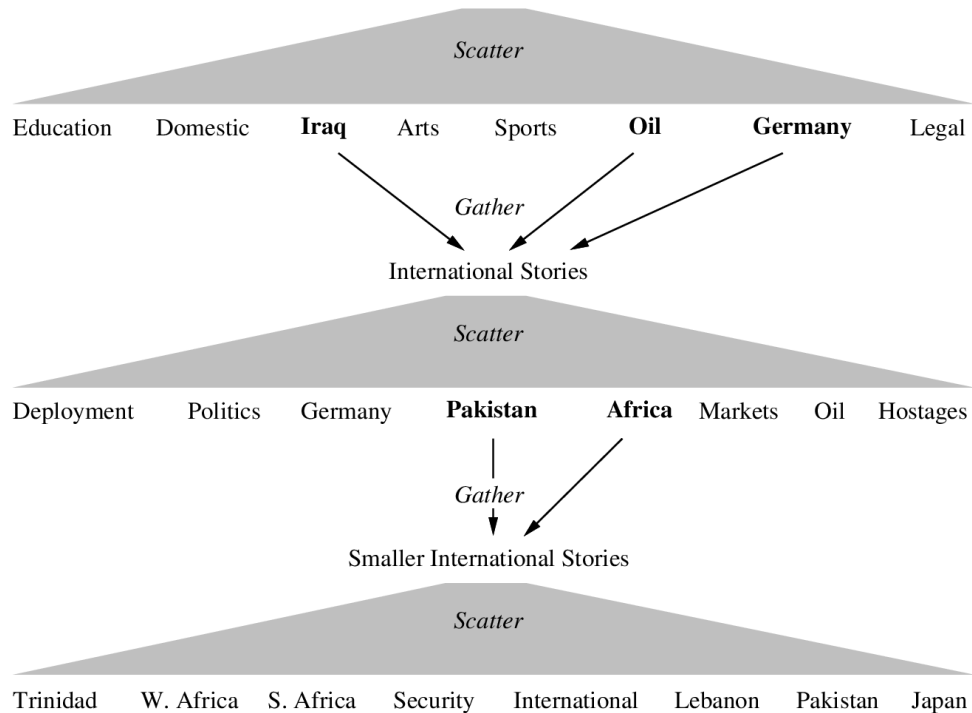 Scatter
Education Domestic Iraq Arts Sports Oil Germany Legal
Gather
International Stories
Scatter
Deployment Politics Germany Pakistan Africa Markets Oil Hostages
Gather
Smaller International Stories
Scatter
Trinidad W. Africa S. Africa Security International Lebanon Pakistan Japan